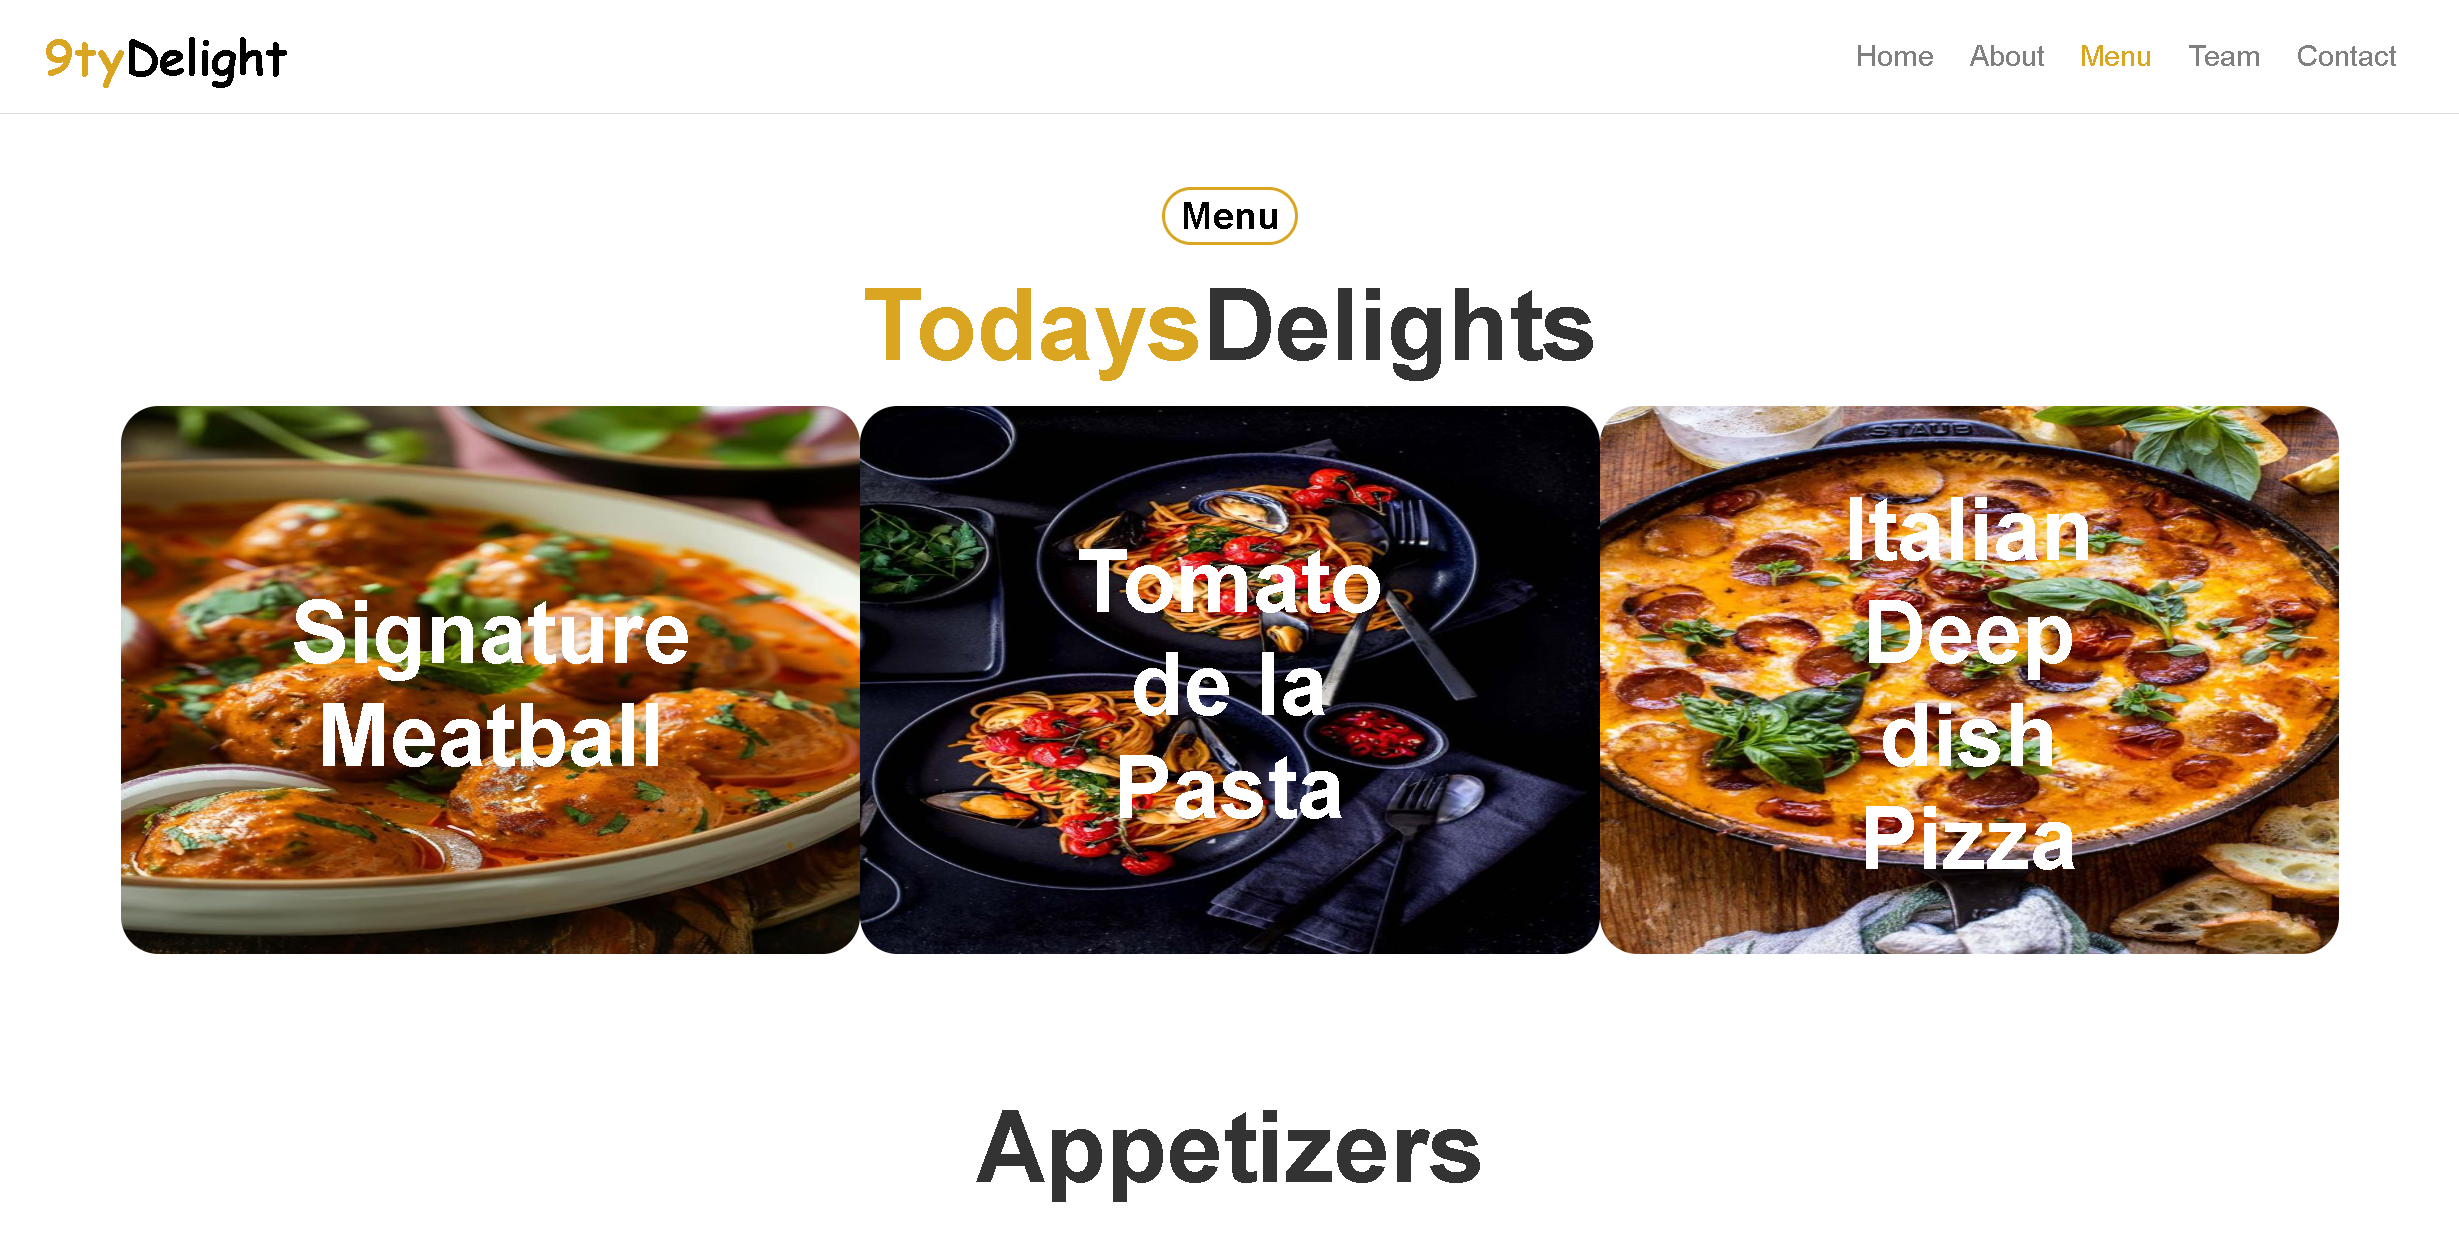 9tyDelight
Home About Menu Team Contact
Menu
TodaysDelights
STAUB
Signature
Meatball
Tomato
de la
Pasta
Italian
Deep
dish
Pizza
Appetizers